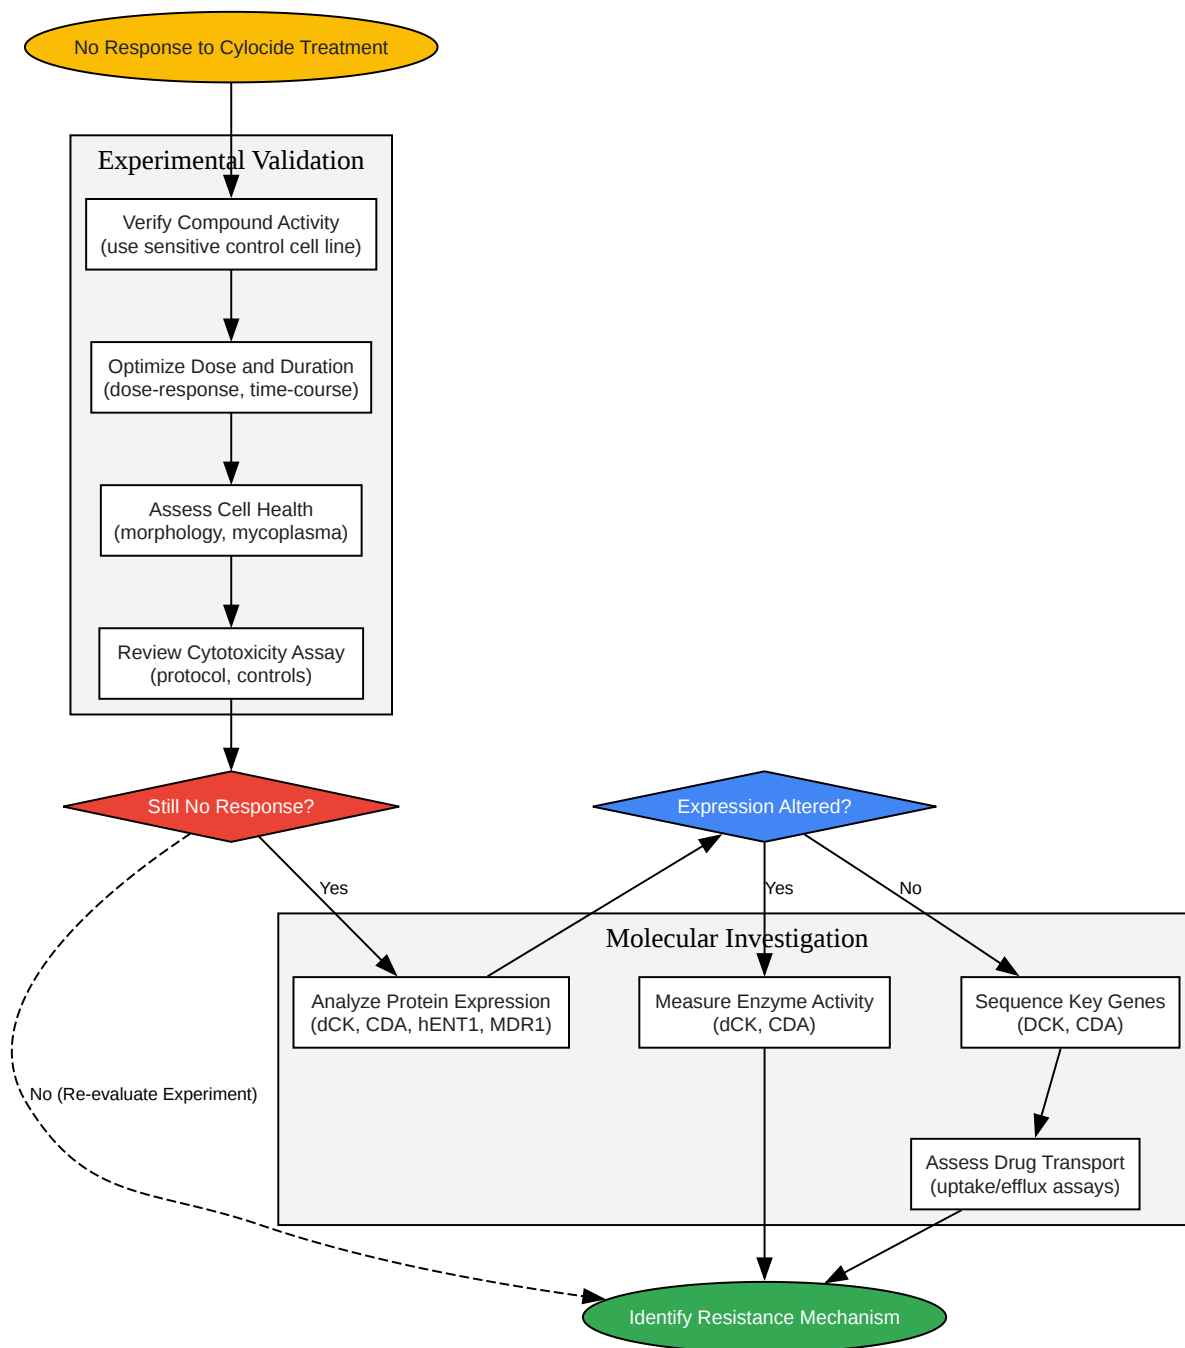 No Response to Cylocide Treatment
Experimental Validation
Verify Compound Activity
(use sensitive control cell line)
Optimize Dose and Duration
(dose-response, time-course)
Assess Cell Health
(morphology, mycoplasma)
Review Cytotoxicity Assay
(protocol, controls)
Still No Response?
Expression Altered?
Yes
Yes
No
Molecular Investigation
Analyze Protein Expression
(dCK, CDA, hENT1, MDR1)
Measure Enzyme Activity
(dCK, CDA)
Sequence Key Genes
(DCK, CDA)
No (Re-evaluate Experiment)
Assess Drug Transport
(uptake/efflux assays)
Identify Resistance Mechanism